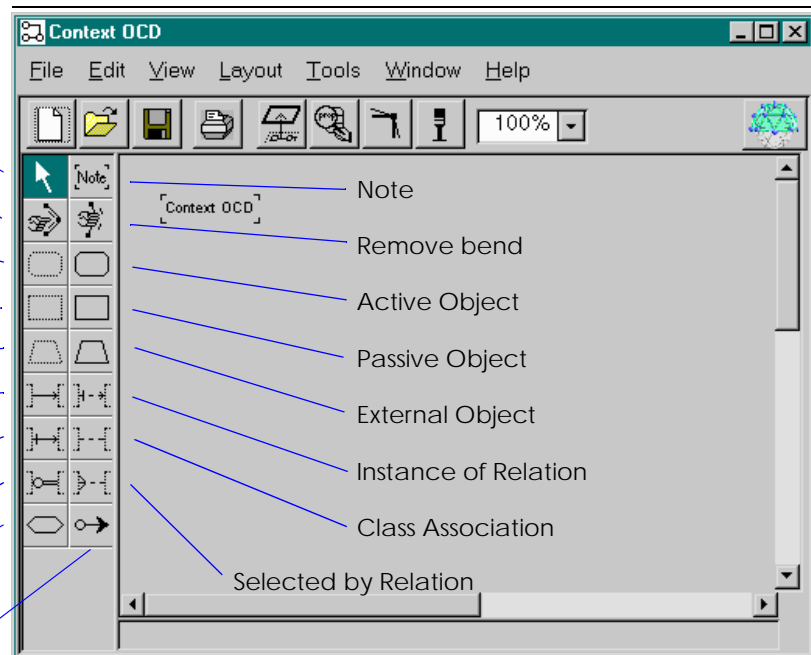 Context OCD
File Edit View Layout Tools Window Help
100%
Note
Note
Context OCD
Remove bend
Active Object
Passive Object
External Object
Instance of Relation
Class Association
Selected by Relation